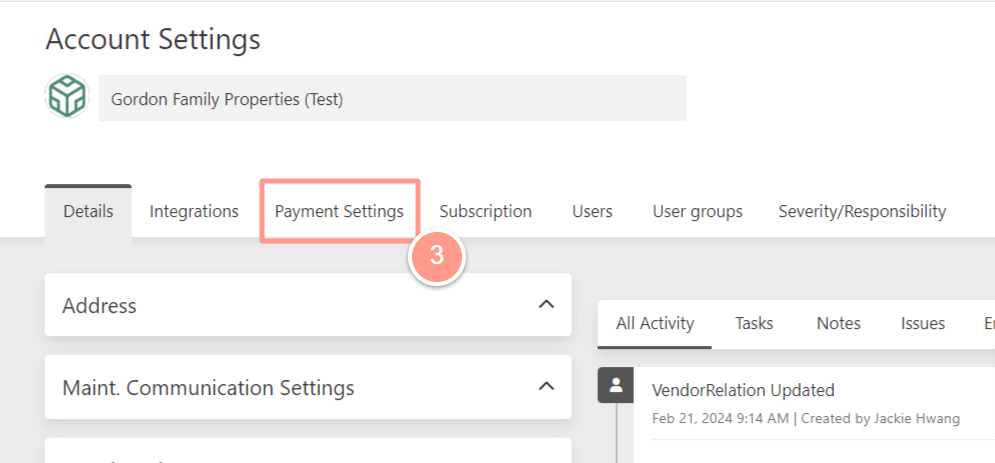 Account Settings
Gordon Family Properties (Test)
Details Integrations Payment Settings Subscription Users User groups Severity/Responsibility
3
Address
Maint. Communication Settings
All Activity Tasks Notes Issues
VendorRelation Updated
Feb 21, 2024 9:14 AM | Created by Jackie Hwang